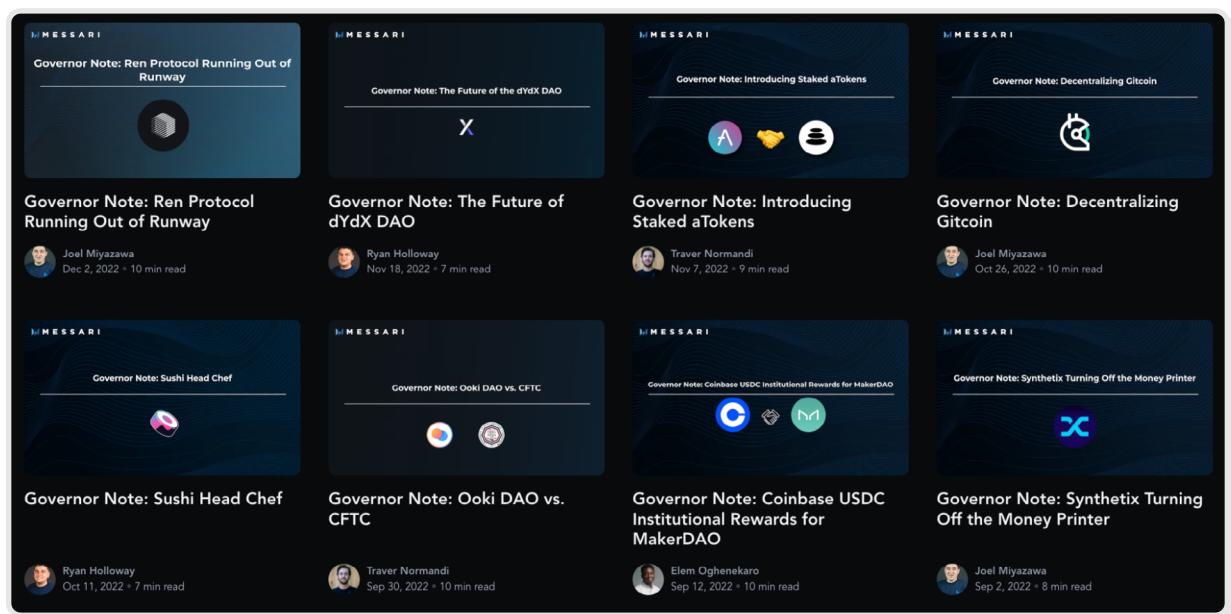 MESSARI
Governor Note: Ren Protocol Running Out of
Runway
Governor Note: Ren Protocol
Running Out of Runway
Joel Miyazawa
Dec 2, 2022 • 10 min read
MESSARI
Governor Note: The Future of the dYdX DAO
Governor Note: The Future of
dYdX DAO
Ryan Holloway
Nov 18, 2022 • 7 min read
MESSARI
Governor Note: Introducing Staked aTokens
Governor Note: Introducing
Staked aTokens
Traver Normandi
Nov 7, 2022 • 9 min read
MESSARI
Governor Note: Decentralizing Gitcoin
Governor Note: Decentralizing
Gitcoin
Joel Miyazawa
Oct 26, 2022 • 10 min read
MESSARI
Governor Note: Sushi Head Chef
Governor Note: Sushi Head Chef
Ryan Holloway
Oct 11, 2022 • 7 min read
MESSARI
Governor Note: Ooki DAO vs. CFTC
Governor Note: Ooki DAO vs.
CFTC
Traver Normandi
Sep 30, 2022 • 10 min read
MESSARI
Governor Note: Coinbase USDC Institutional Rewards for MakerDAO
Governor Note: Coinbase USDC
Institutional Rewards for
MakerDAO
Elem Oghenekaro
Sep 12, 2022 • 10 min read
MESSARI
Governor Note: Synthetix Turning Off the Money Printer
Governor Note: Synthetix Turning
Off the Money Printer
Joel Miyazawa
Sep 2, 2022 • 8 min read